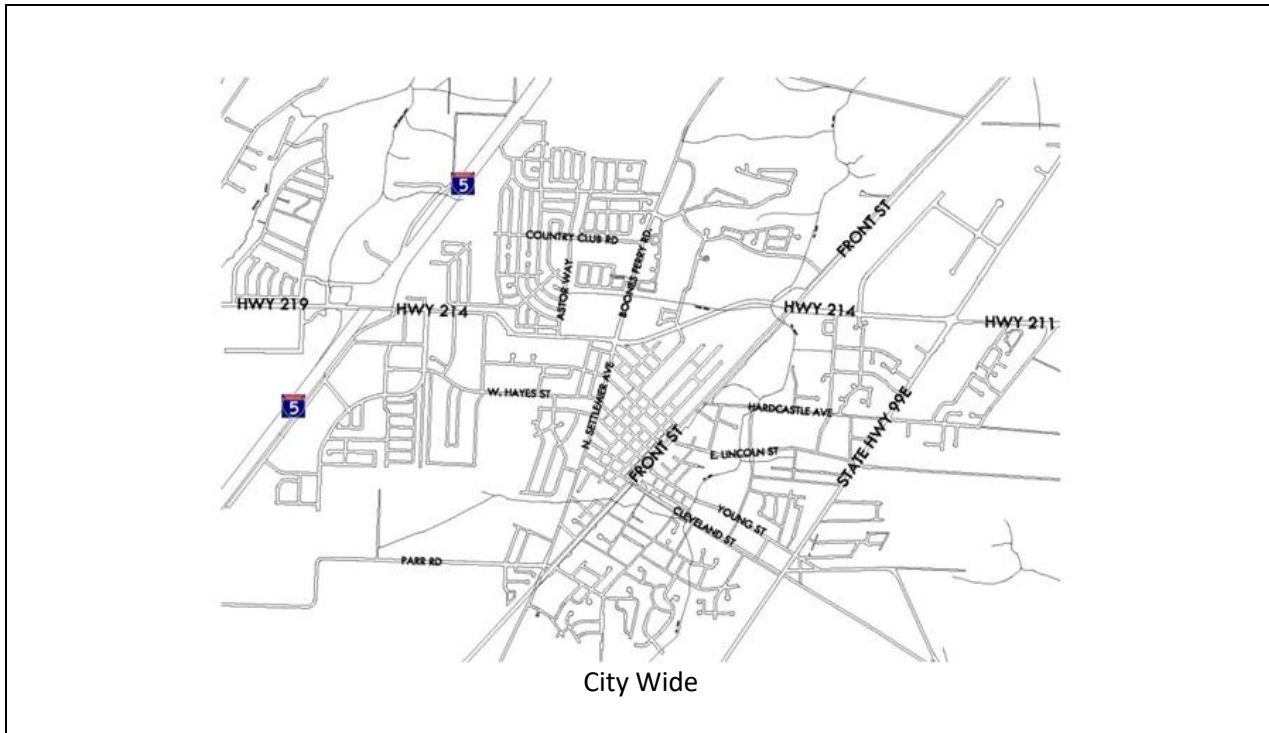 5
FRONT ST
COUNTRY CLUB RD
BOONES FERRY RD.
ASTOR WAY
HWY 219
HWY 214
HWY 214
HWY 211
5
W. HAYES ST
N. SETTLEMIER AVE
HARDCASTLE AVE
STATE HWY 99E
FRONT ST
E. LINCOLN ST
YOUNG ST
CLEVELAND ST
PARR RD
City Wide